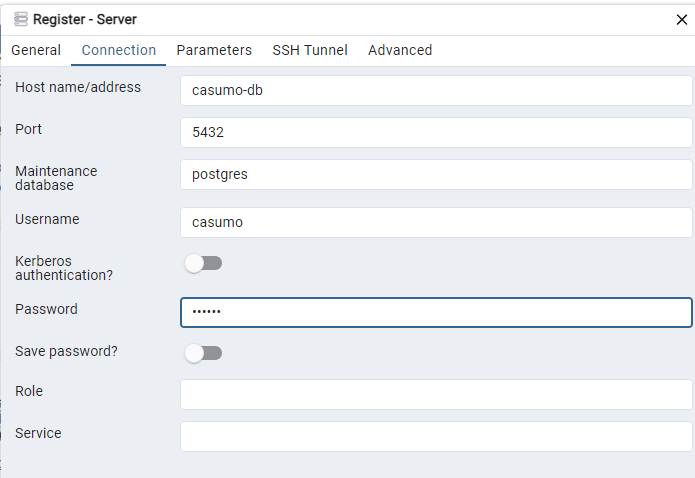 Register - Server
General Connection Parameters SSH Tunnel Advanced
Host name/address casumo-db
Port 5432
Maintenance
database postgres
Username casumo
Kerberos
authentication?
Password ••••••
Save password?
Role
Service